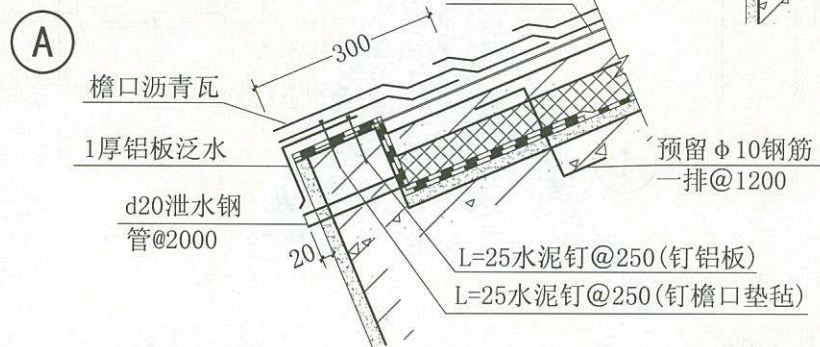 A
300
檐口沥青瓦
1厚铝板泛水
预留ф10钢筋
一排@1200
d20泄水钢
管@2000
20
L=25水泥钉@250(钉铝板)
L=25水泥钉@250(钉檐口垫毡)